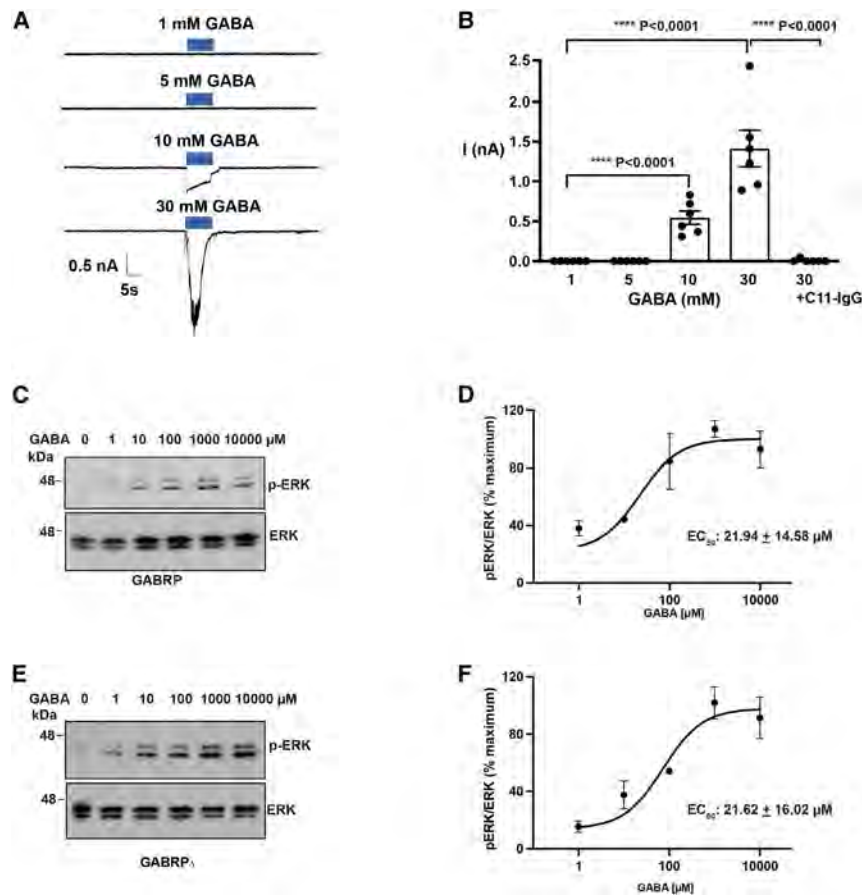 A
1 mM GABA
5 mM GABA
10 mM GABA
30 mM GABA
0.5 nA
5s
B
**** P<0.0001
**** P<0.0001
**** P<0.0001
I (nA)
2.5
2.0
1.5
1.0
0.5
0.0
1 5 10 30 30
+C11-IgG
GABA (mM)
C
GABA 0 1 10 100 1000 10000 µM
kDa
48
p-ERK
48
ERK
GABRP
D
pERK/ERK (% maximum)
120
80
40
0
1 100 10000
GABA [µM]
EC50: 21.94 ± 14.58 µM
E
GABA 0 1 10 100 1000 10000 µM
kDa
48
p-ERK
48
ERK
GABRPΔ
F
pERK/ERK (% maximum)
120
80
40
0
1 100 10000
GABA [µM]
EC50: 21.62 ± 16.02 µM